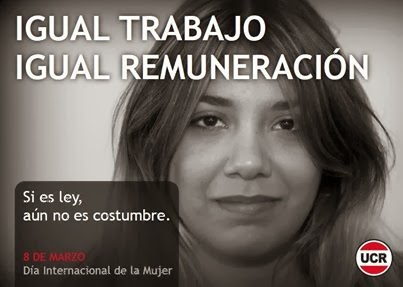 IGUAL TRABAJO
IGUAL REMUNERACIÓN
Si es ley,
aún no es costumbre.
8 DE MARZO
Día Internacional de la Mujer
UCR